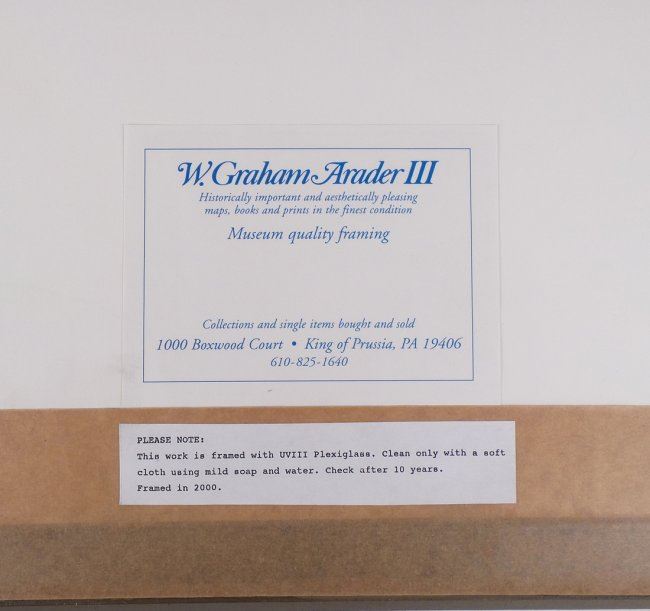 W. Graham Arader III
Historically important and aesthetically pleasing
maps, books and prints in the finest condition
Museum quality framing
Collections and single items bought and sold
1000 Boxwood Court • King of Prussia, PA 19406
610-825-1640
PLEASE NOTE:
This work is framed with UVIII Plexiglass. Clean only with a soft
cloth using mild soap and water. Check after 10 years.
Framed in 2000.